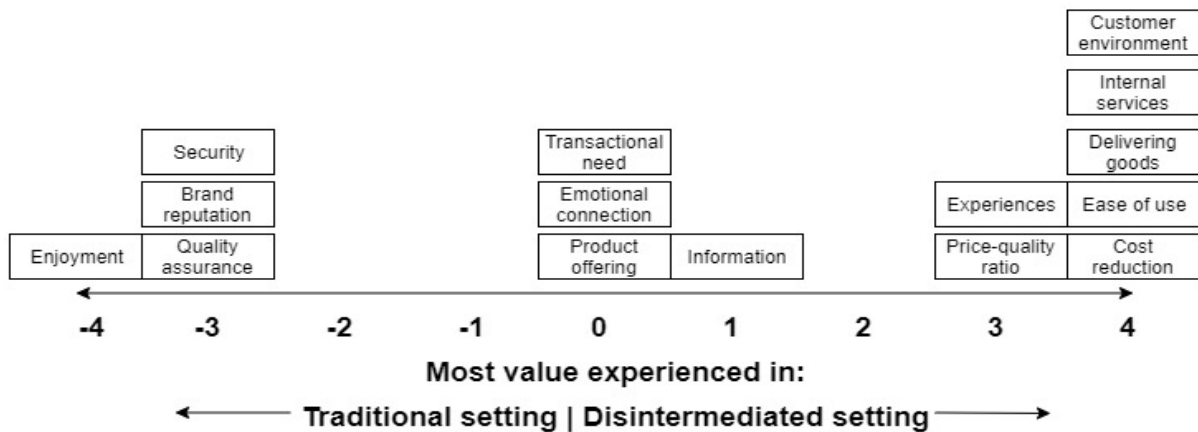 Customer
environment
Internal
services
Security
Transactional
need
Delivering
goods
Brand
reputation
Emotional
connection
Experiences
Ease of use
Enjoyment
Quality
assurance
Product
offering
Information
Price-quality
ratio
Cost
reduction
-4 -3 -2 -1 0 1 2 3 4
Most value experienced in:
Traditional setting | Disintermediated setting